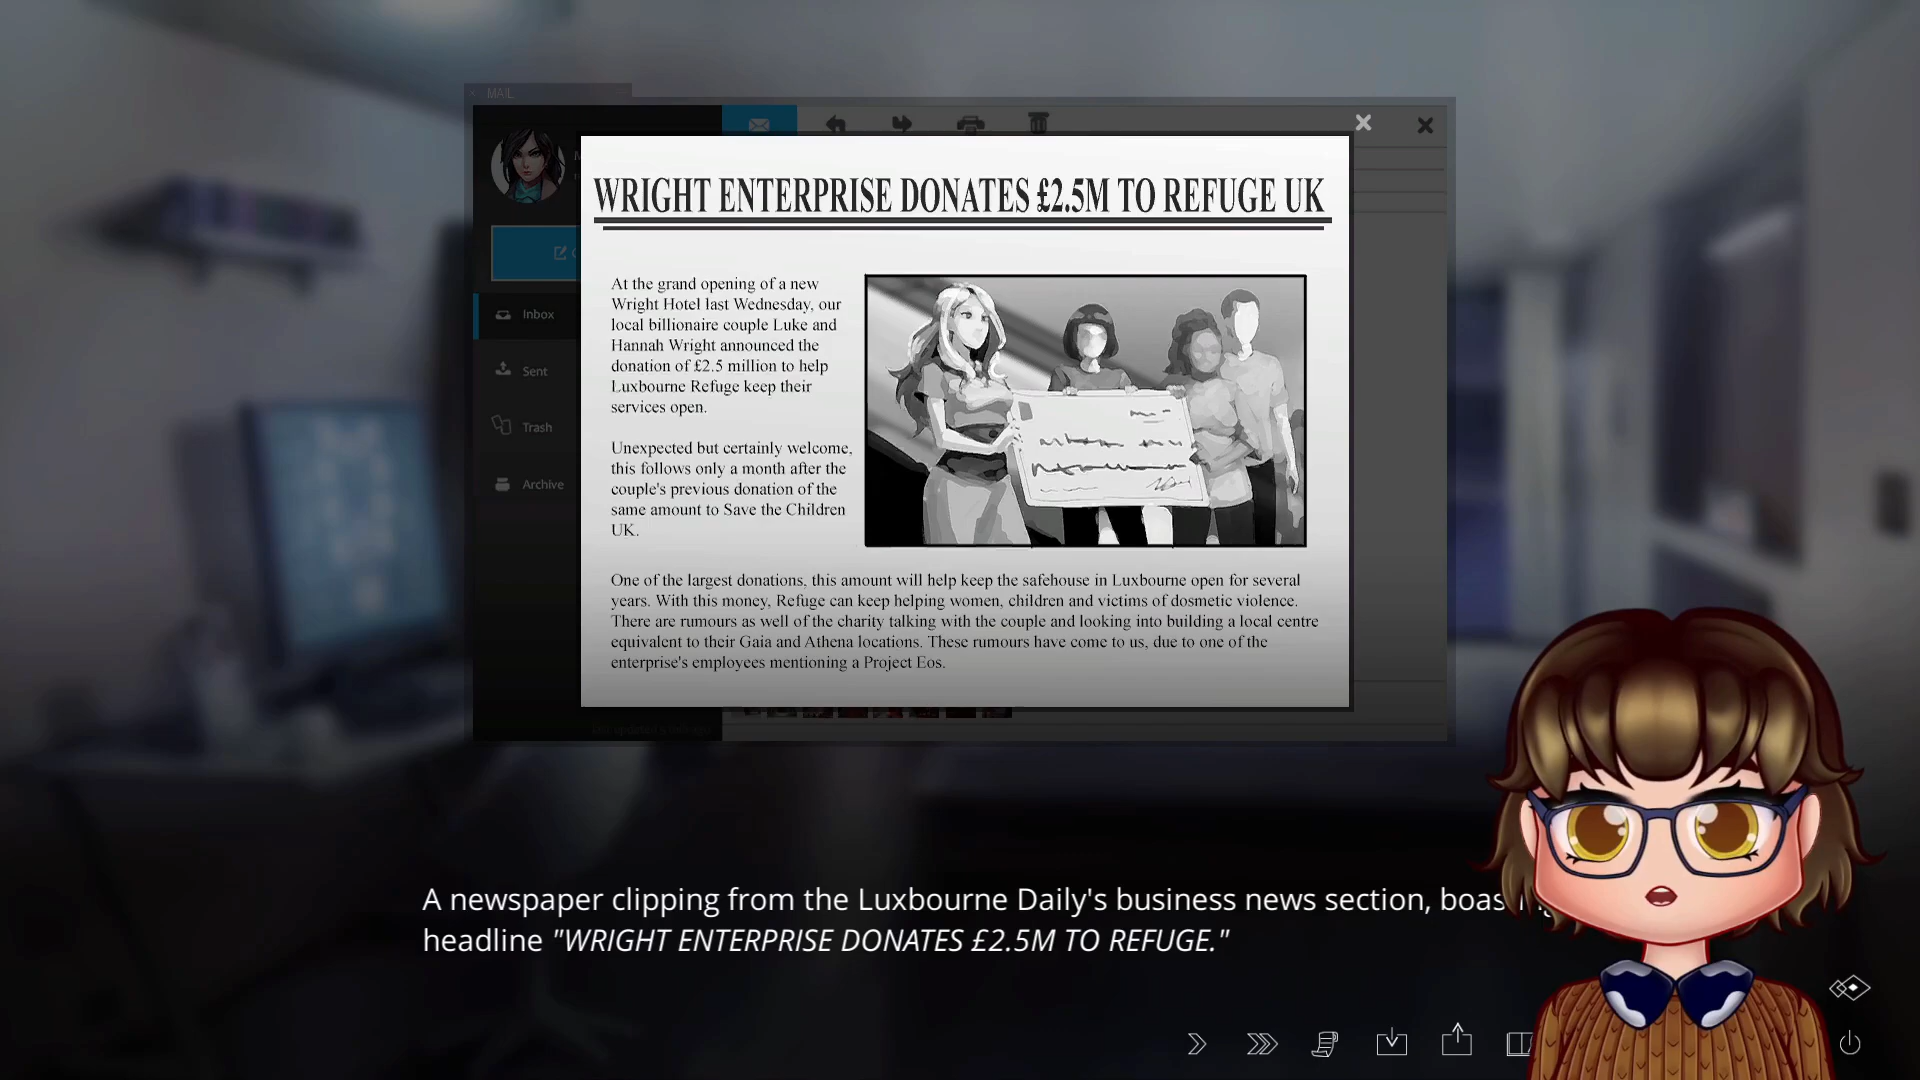 MAIL
WRIGHT ENTERPRISE DONATES £2.5M TO REFUGE UK
At the grand opening of a new
Wright Hotel last Wednesday, our
local billionaire couple Luke and
Hannah Wright announced the
donation of £2.5 million to help
Luxbourne Refuge keep their
services open.
Unexpected but certainly welcome,
this follows only a month after the
couple's previous donation of the
same amount to Save the Children
UK.
One of the largest donations, this amount will help keep the safehouse in Luxbourne open for several
years. With this money, Refuge can keep helping women, children and victims of dosmetic violence.
There are rumours as well of the charity talking with the couple and looking into building a local centre
equivalent to their Gaia and Athena locations. These rumours have come to us, due to one of the
enterprise's employees mentioning a Project Eos.
Inbox
Sent
Trash
Archive
A newspaper clipping from the Luxbourne Daily's business news section,
headline "WRIGHT ENTERPRISE DONATES £2.5M TO REFUGE."